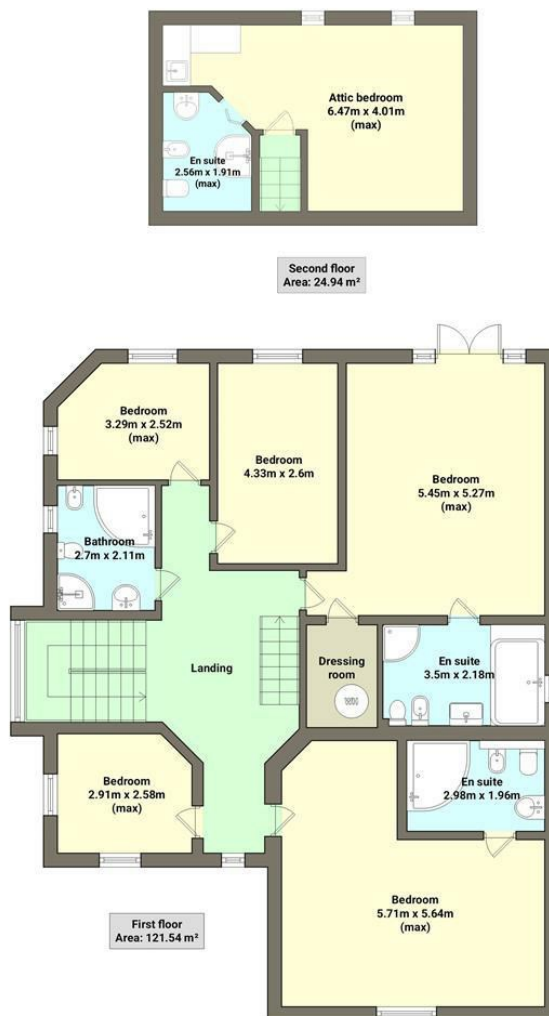 Attic bedroom
6.47m x 4.01m
(max)
En suite
2.56m x 1.91m
(max)
Second floor
Area: 24.94 m²
Bedroom
3.29m x 2.52m
(max)
Bedroom
4.33m x 2.6m
Bedroom
5.45m x 5.27m
(max)
Bathroom
2.7m x 2.11m
Landing
Dressing
room
WH
En suite
3.5m x 2.18m
Bedroom
2.91m x 2.58m
(max)
En suite
2.98m x 1.96m
Bedroom
5.71m x 5.64m
(max)
First floor
Area: 121.54 m²